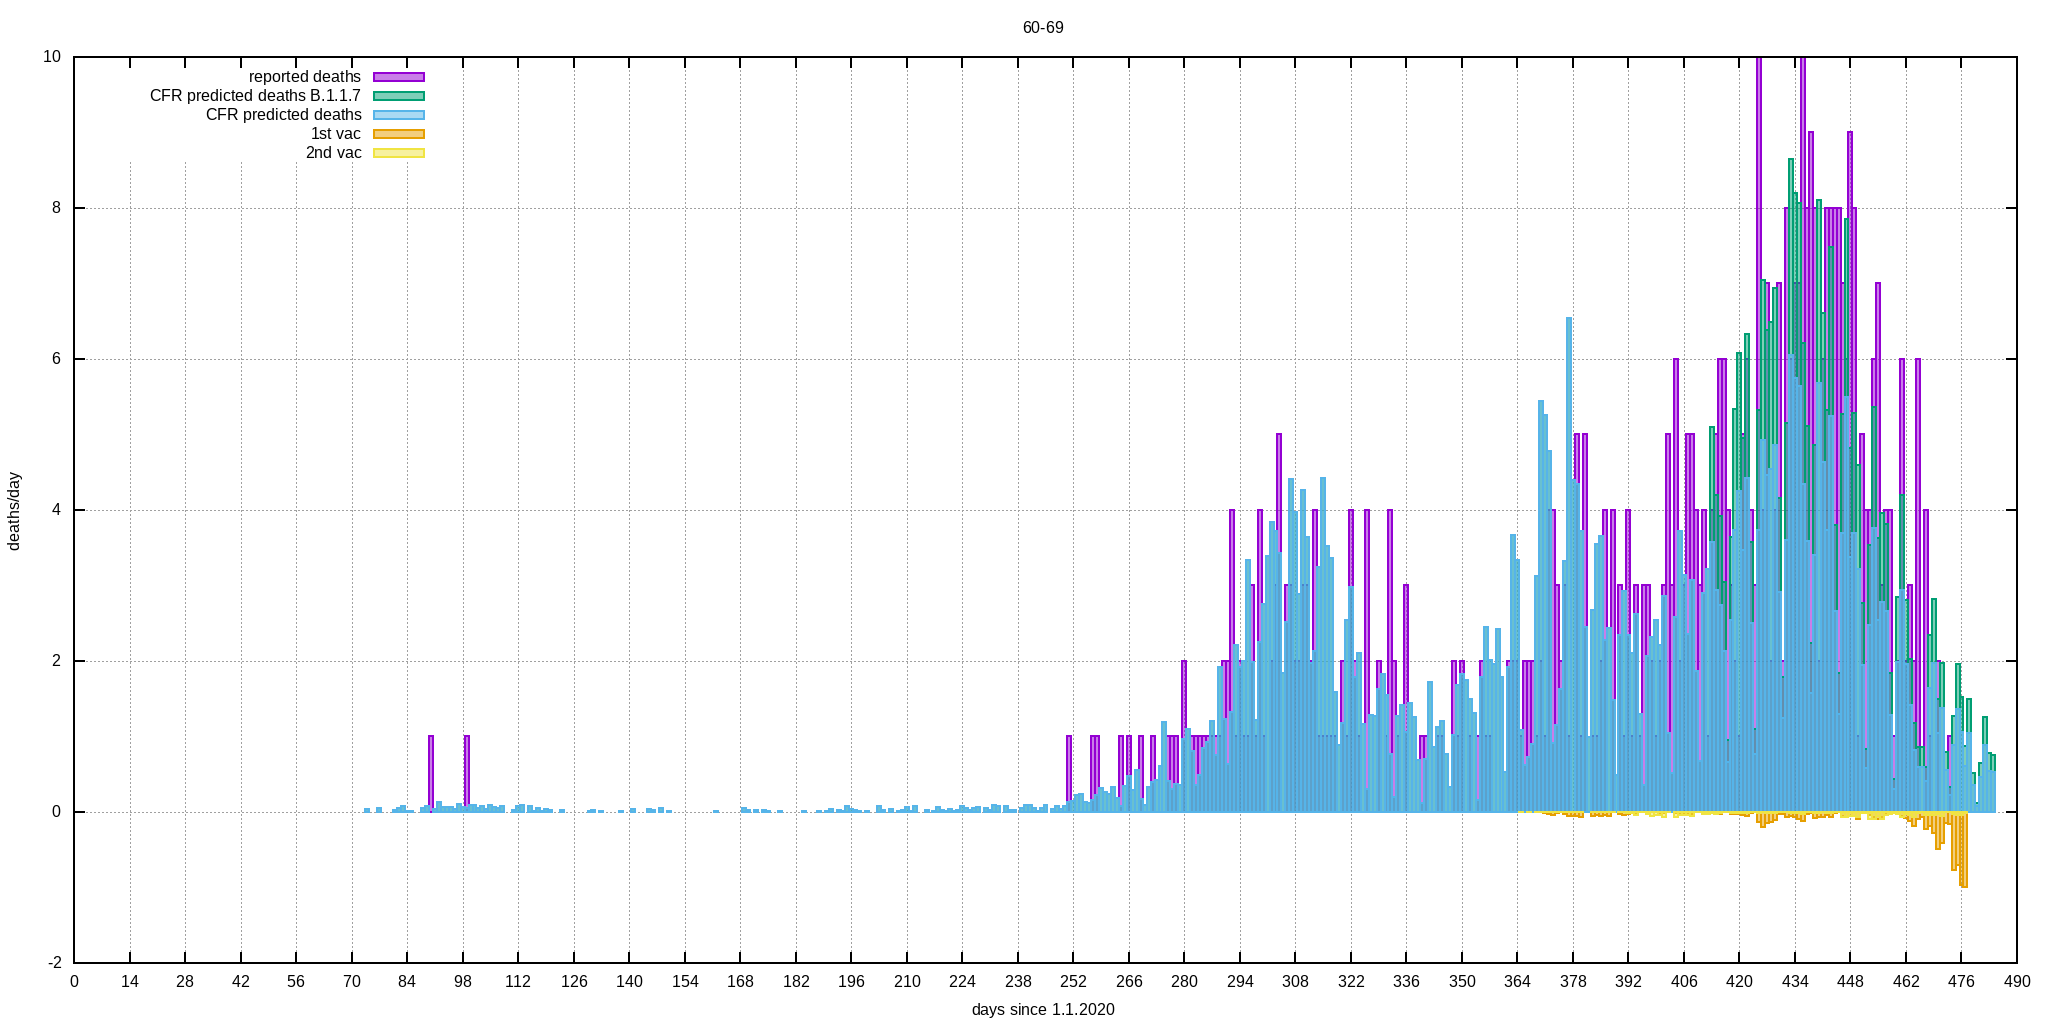 60-69
reported deaths
CFR predicted deaths B.1.1.7
CFR predicted deaths
1st vac
2nd vac
10
8
6
4
2
0
-2
deaths/day
0 14 28 42 56 70 84 98 112 126 140 154 168 182 196 210 224 238 252 266 280 294 308 322 336 350 364 378 392 406 420 434 448 462 476 490
days since 1.1.2020